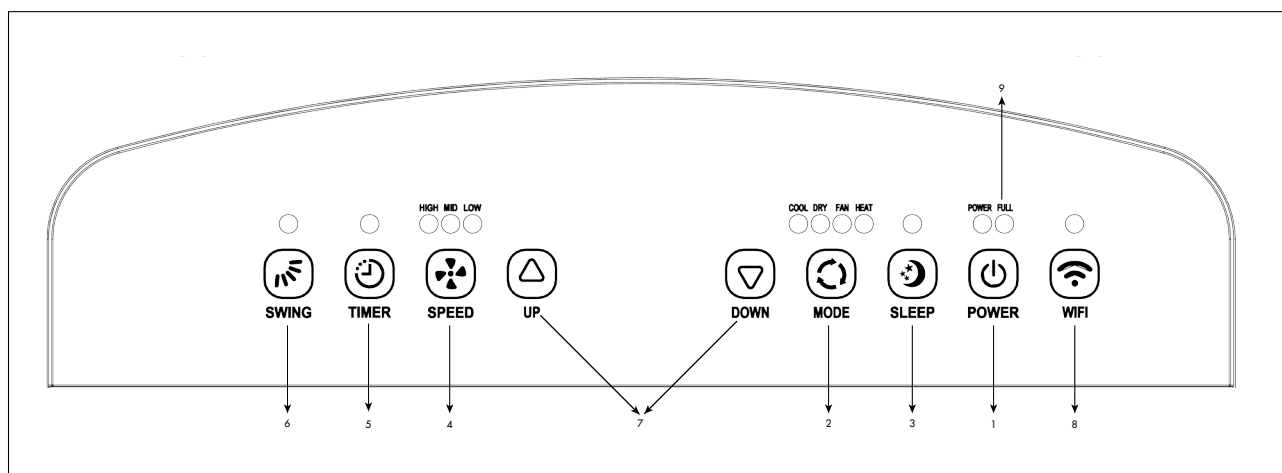 9
HIGH MID LOW
COOL DRY FAN HEAT
POWER FULL
SWING TIMER SPEED UP DOWN MODE SLEEP POWER WIFI
6 5 4 7 2 3 1 8